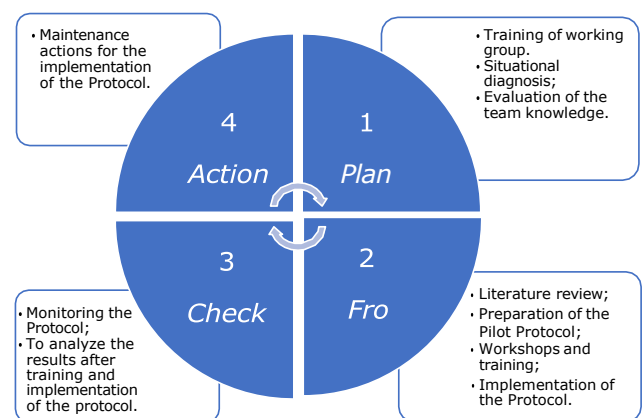 • Maintenance
actions for the
implementation
of the Protocol.
• Training of working
group.
• Situational
diagnosis;
• Evaluation of the
team knowledge.
4
Action
1
Plan
3
Check
2
Fro
• Monitoring the
Protocol;
• To analyze the
results after
training and
implementation
of the protocol.
• Literature review;
• Preparation of the
Pilot Protocol;
• Workshops and
training;
• Implementation of
the Protocol.